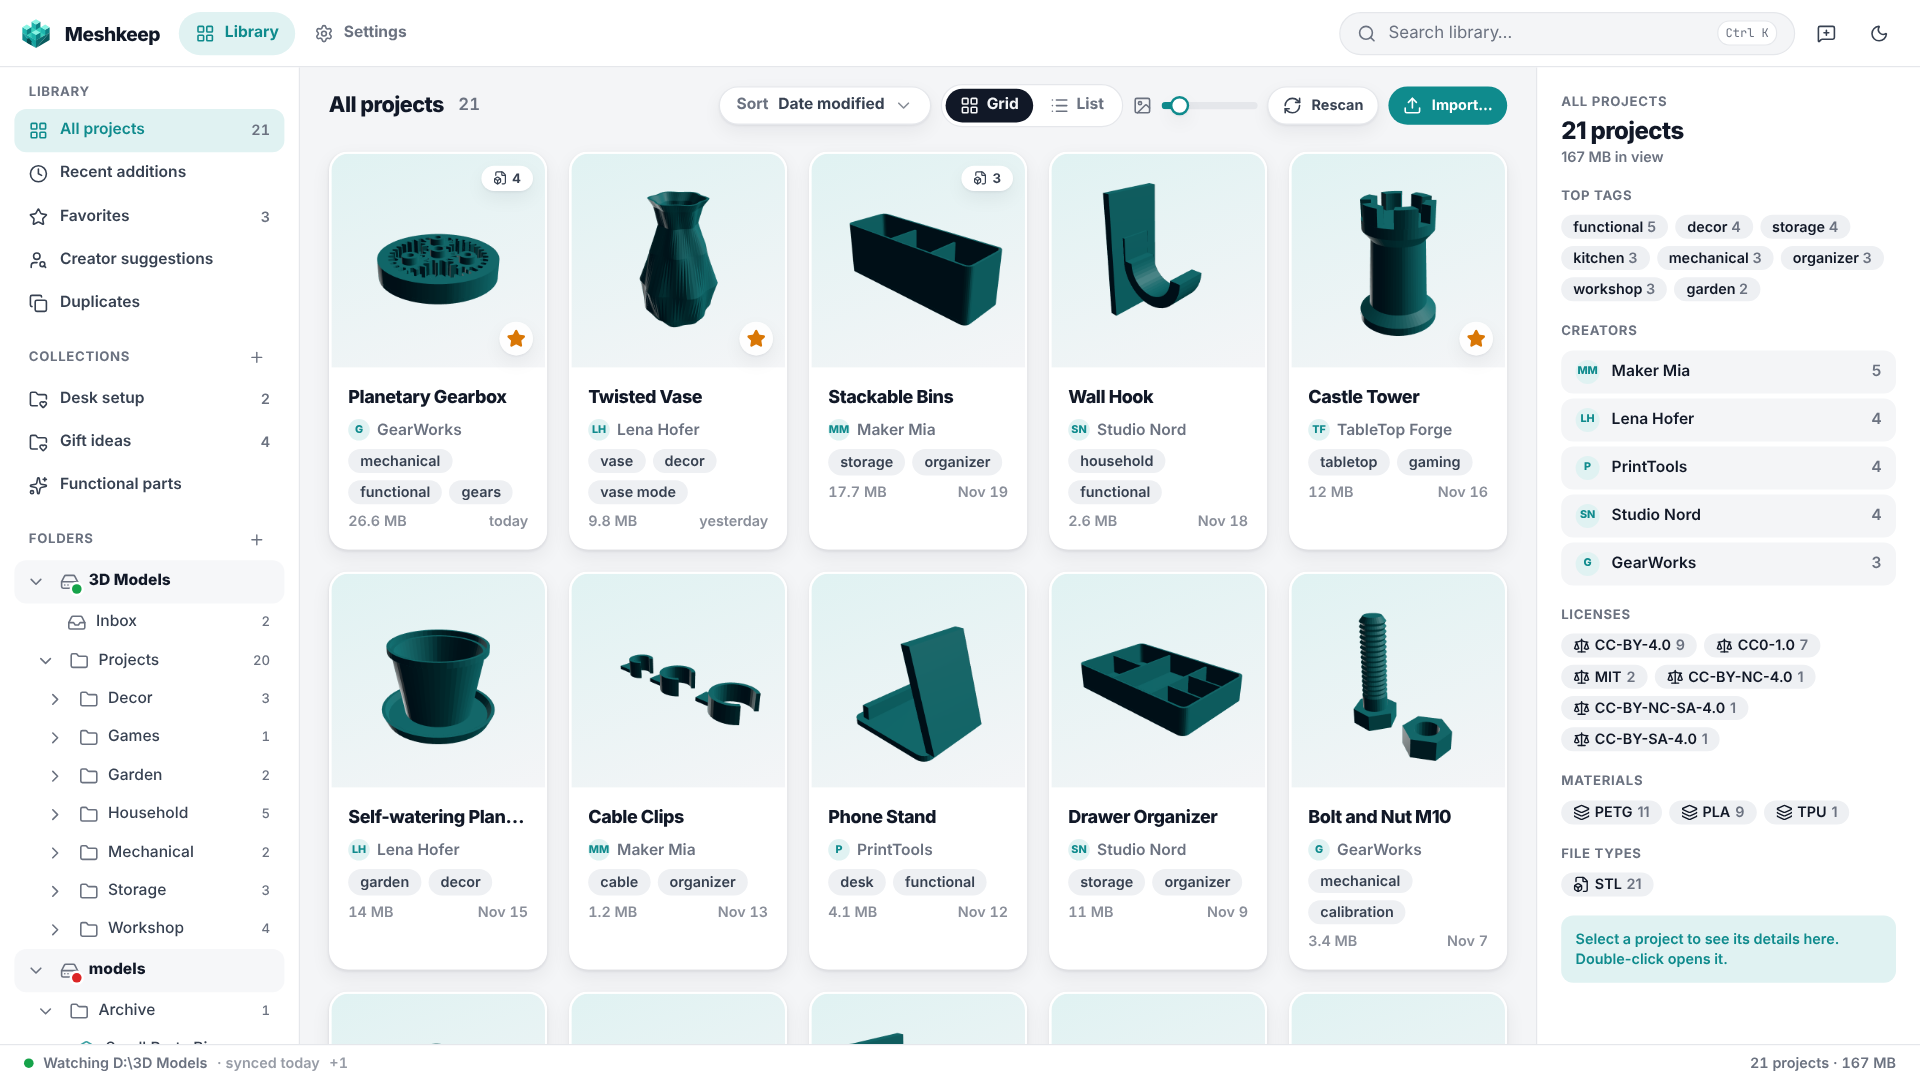 Meshkeep
Library
Settings
Search library...
Ctrl K
LIBRARY
All projects 21
Recent additions
Favorites 3
Creator suggestions
Duplicates
COLLECTIONS
Desk setup 2
Gift ideas 4
Functional parts
FOLDERS
3D Models
Inbox 2
Projects 20
Decor 3
Games 1
Garden 2
Household 5
Mechanical 2
Storage 3
Workshop 4
models
Archive 1
All projects 21
Sort Date modified
Grid
List
Rescan
Import...
4
Planetary Gearbox
G GearWorks
mechanical
functional gears
26.6 MB today
Twisted Vase
LH Lena Hofer
vase decor
vase mode
9.8 MB yesterday
3
Stackable Bins
MM Maker Mia
storage organizer
17.7 MB Nov 19
Wall Hook
SN Studio Nord
household
functional
2.6 MB Nov 18
Castle Tower
TF TableTop Forge
tabletop gaming
12 MB Nov 16
Self-watering Plan...
LH Lena Hofer
garden decor
14 MB Nov 15
Cable Clips
MM Maker Mia
cable organizer
1.2 MB Nov 13
Phone Stand
P PrintTools
desk functional
4.1 MB Nov 12
Drawer Organizer
SN Studio Nord
storage organizer
11 MB Nov 9
Bolt and Nut M10
G GearWorks
mechanical
calibration
3.4 MB Nov 7
ALL PROJECTS
21 projects
167 MB in view
TOP TAGS
functional 5 decor 4 storage 4
kitchen 3 mechanical 3 organizer 3
workshop 3 garden 2
CREATORS
MM Maker Mia 5
LH Lena Hofer 4
P PrintTools 4
SN Studio Nord 4
G GearWorks 3
LICENSES
CC-BY-4.0 9 CC0-1.0 7
MIT 2 CC-BY-NC-4.0 1
CC-BY-NC-SA-4.0 1
CC-BY-SA-4.0 1
MATERIALS
PETG 11 PLA 9 TPU 1
FILE TYPES
STL 21
Select a project to see its details here.
Double-click opens it.
Watching D:\3D Models · synced today +1
21 projects · 167 MB